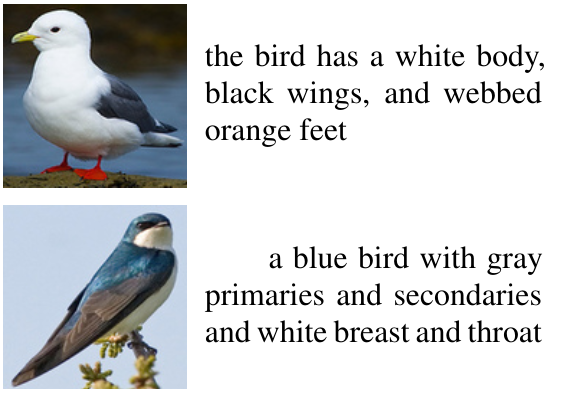 the bird has a white body,
black wings, and webbed
orange feet
a blue bird with gray
primaries and secondaries
and white breast and throat